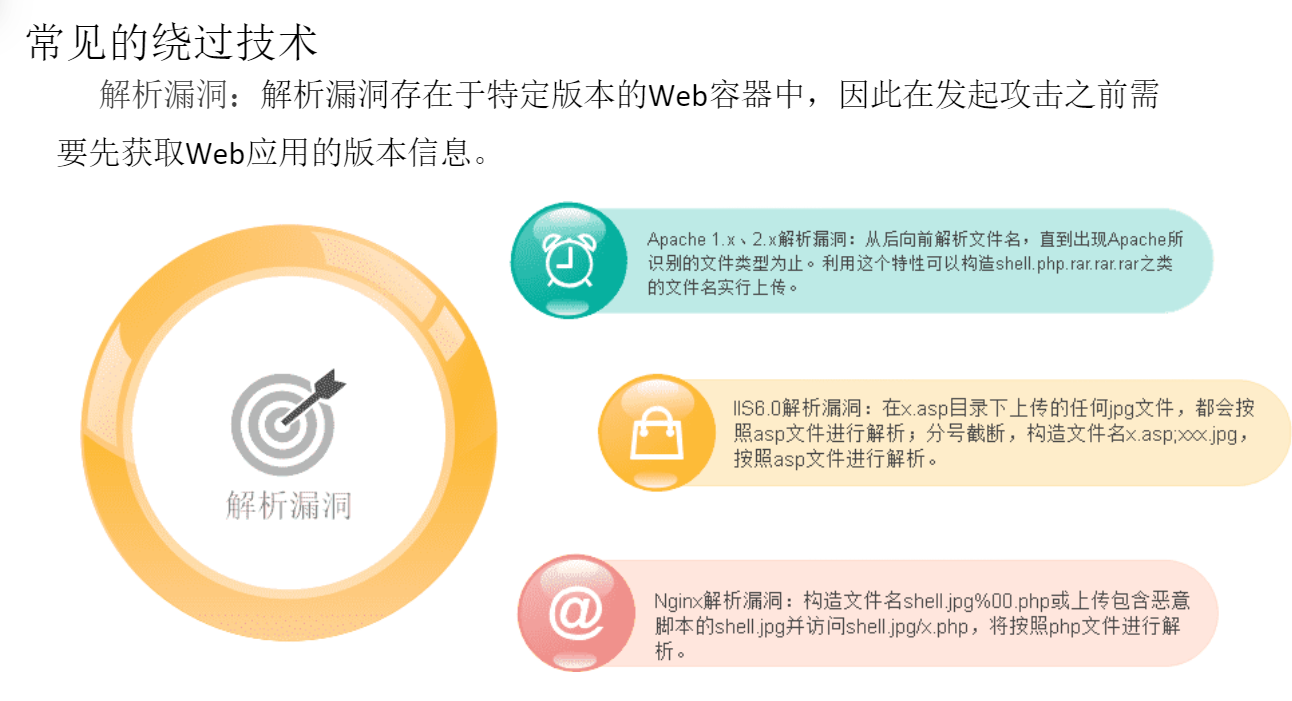 常见的绕过技术
解析漏洞：解析漏洞存在于特定版本的Web容器中，因此在发起攻击之前需
要先获取Web应用的版本信息。
Apache 1.x、2.x解析漏洞：从后向前解析文件名，直到出现Apache所
识别的文件类型为止。利用这个特性可以构造shell.php.rar.rar.rar之类
的文件名实行上传。
IIS6.0解析漏洞：在x.asp目录下上传的任何jpg文件，都会按
照asp文件进行解析；分号截断，构造文件名x.asp;xxx.jpg，
按照asp文件进行解析。
解析漏洞
Nginx解析漏洞：构造文件名shell.jpg%00.php或上传包含恶意
脚本的shell.jpg并访问shell.jpg/x.php，将按照php文件进行解
析。